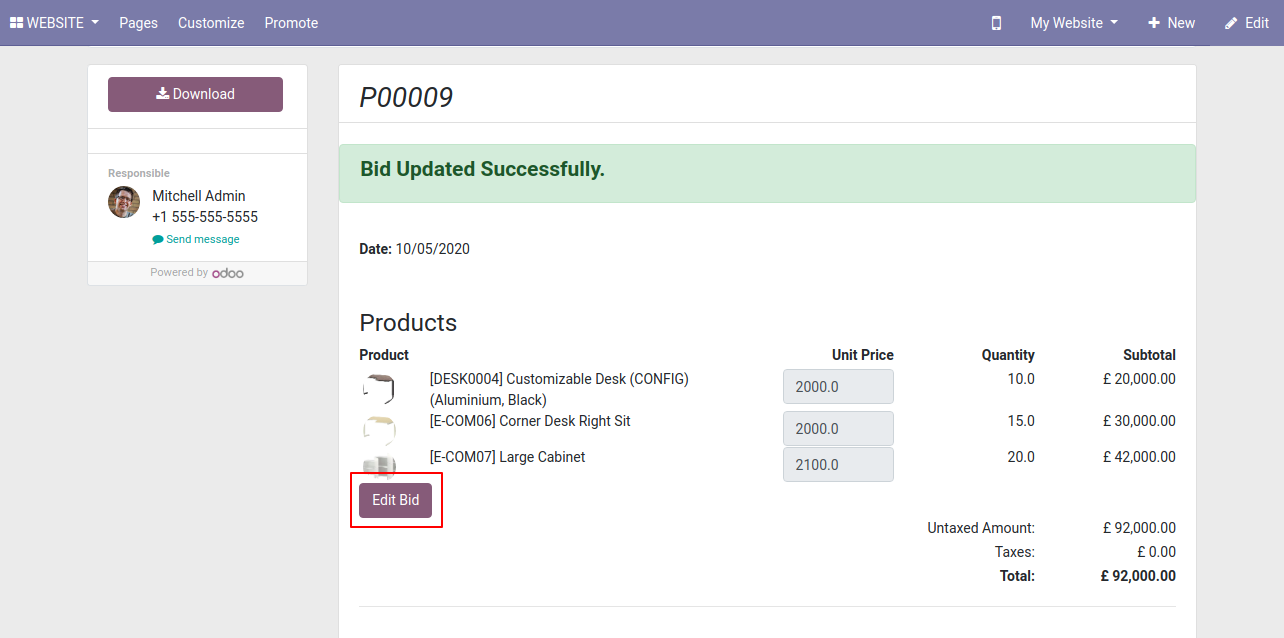 WEBSITE Pages Customize Promote My Website New Edit
Download
Responsible
Mitchell Admin
+1 555-555-5555
Send message
Powered by odoo
P00009
Bid Updated Successfully.
Date: 10/05/2020
Products
Product Unit Price Quantity Subtotal
[DESK0004] Customizable Desk (CONFIG) 2000.0 10.0 £ 20,000.00
(Aluminium, Black)
[E-COM06] Corner Desk Right Sit 2000.0 15.0 £ 30,000.00
[E-COM07] Large Cabinet 2100.0 20.0 £ 42,000.00
Edit Bid
Untaxed Amount: £ 92,000.00
Taxes: £ 0.00
Total: £ 92,000.00